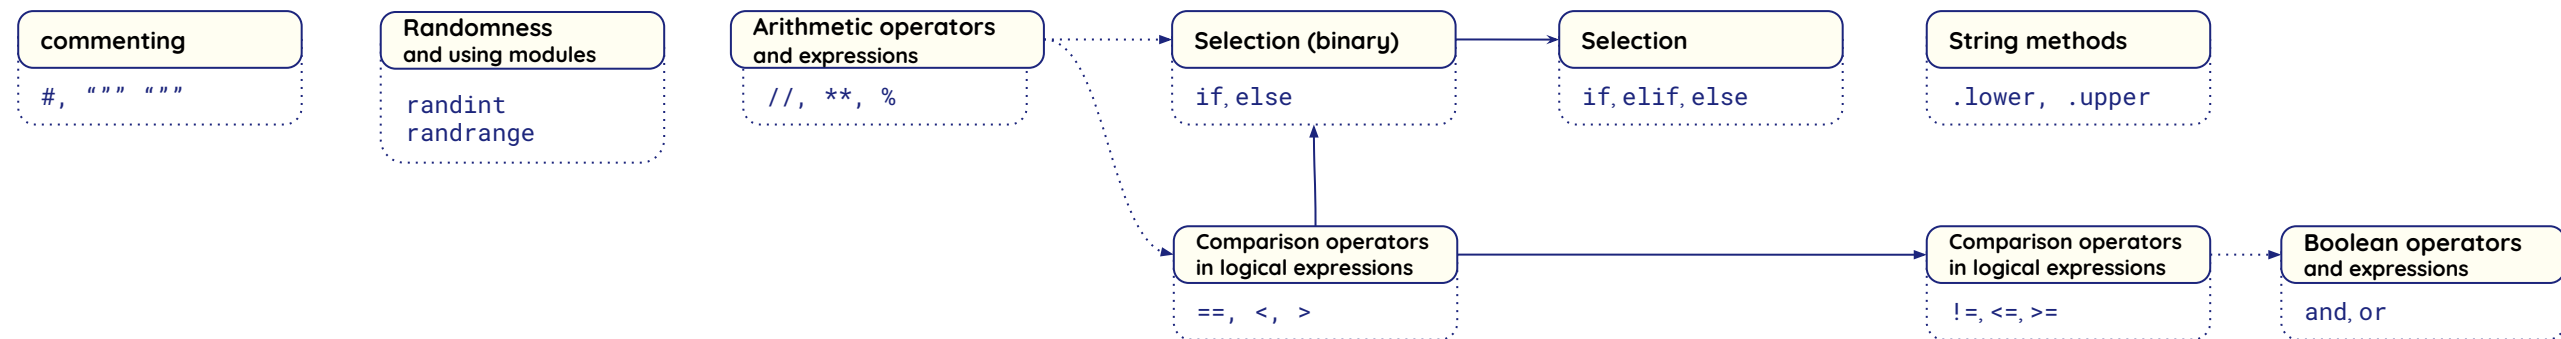 commenting
#, “”” “””
Randomness
and using modules
randint
randrange
Arithmetic operators
and expressions
//, **, %
Selection (binary)
if, else
Selection
if, elif, else
String methods
.lower, .upper
Comparison operators
in logical expressions
==, <, >
Comparison operators
in logical expressions
!=, <=, >=
Boolean operators
and expressions
and, or